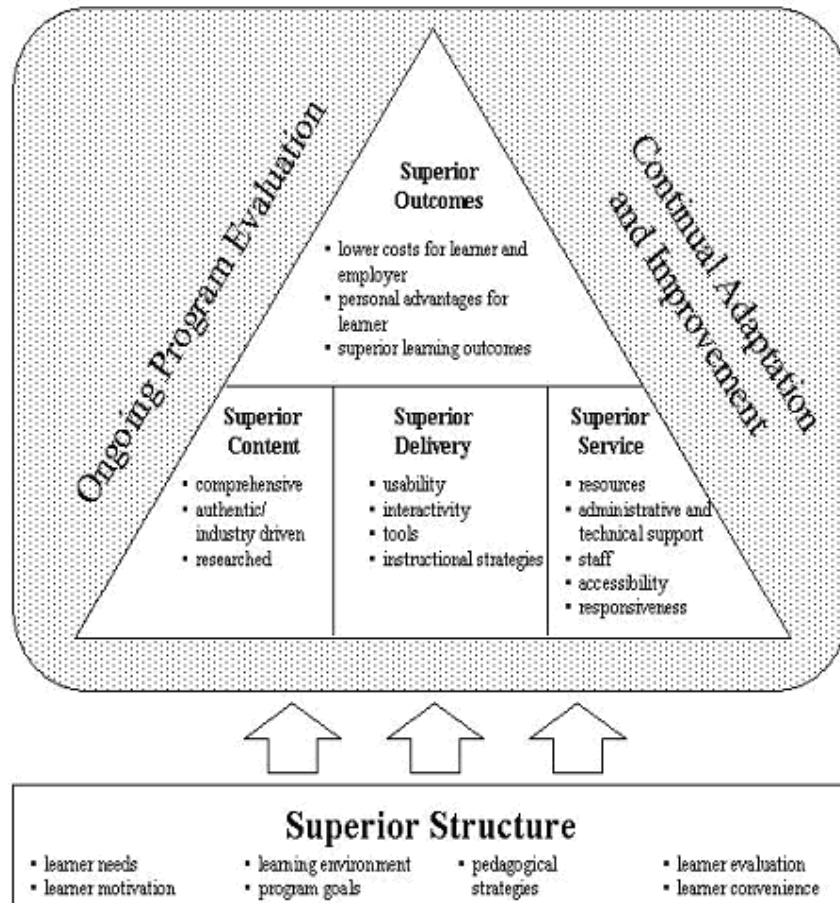 Ongoing Program Evaluation
Continual Adaptation
and Improvement
Superior
Outcomes
▪ lower costs for learner and
employer
▪ personal advantages for
learner
▪ superior learning outcomes
Superior
Content
▪ comprehensive
▪ authentic/
industry driven
▪ researched
Superior
Delivery
▪ usability
▪ interactivity
▪ tools
▪ instructional strategies
Superior
Service
▪ resources
▪ administrative and
technical support
▪ staff
▪ accessibility
▪ responsiveness
Superior Structure
▪ learner needs
▪ learner motivation
▪ learning environment
▪ program goals
▪ pedagogical
strategies
▪ learner evaluation
▪ learner convenience